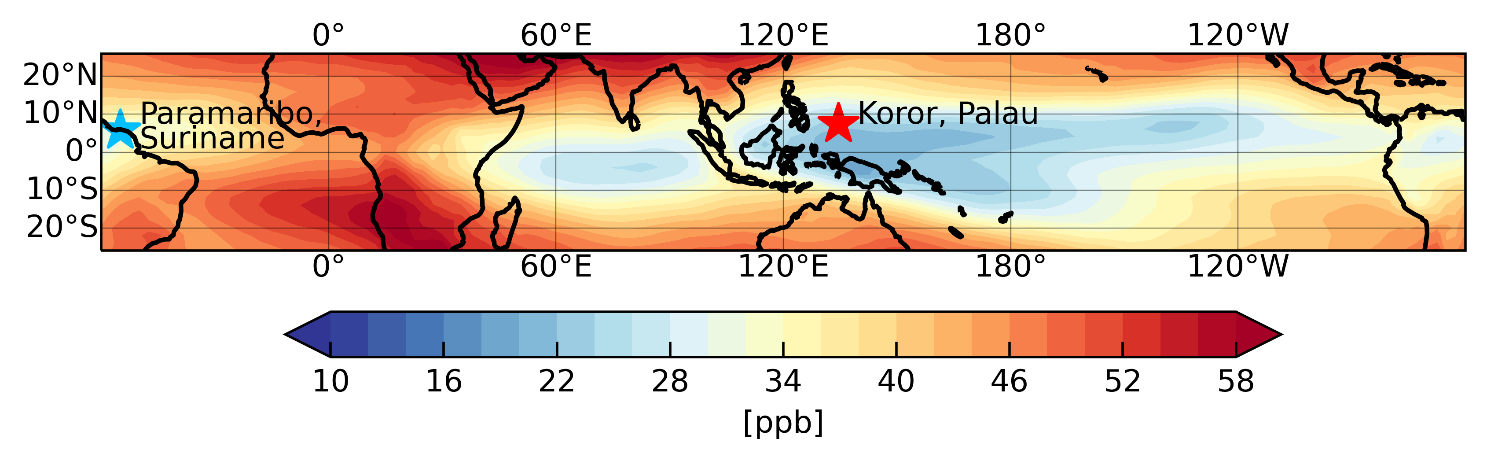 0° 60°E 120°E 180° 120°W
20°N
10°N
0°
10°S
20°S
Paramaribo,
Suriname
Koror, Palau
0° 60°E 120°E 180° 120°W
10 16 22 28 34 40 46 52 58
[ppb]